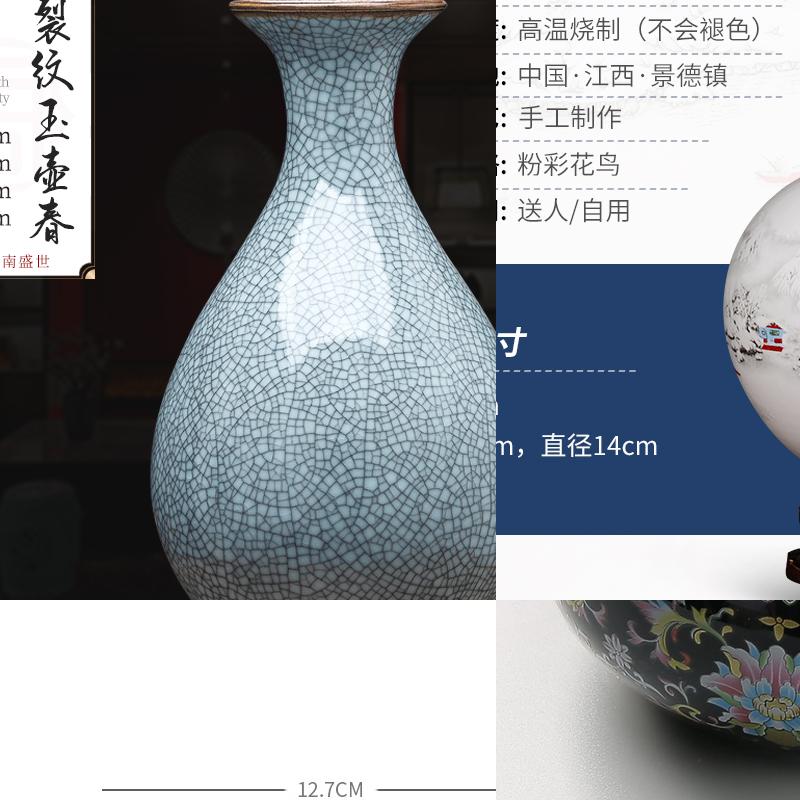 裂纹玉壶春
th
ty
m
m
m
m
南盛世
: 高温烧制（不会褪色）
: 中国·江西·景德镇
: 手工制作
: 粉彩花鸟
: 送人/自用
寸
m，直径14cm
12.7CM